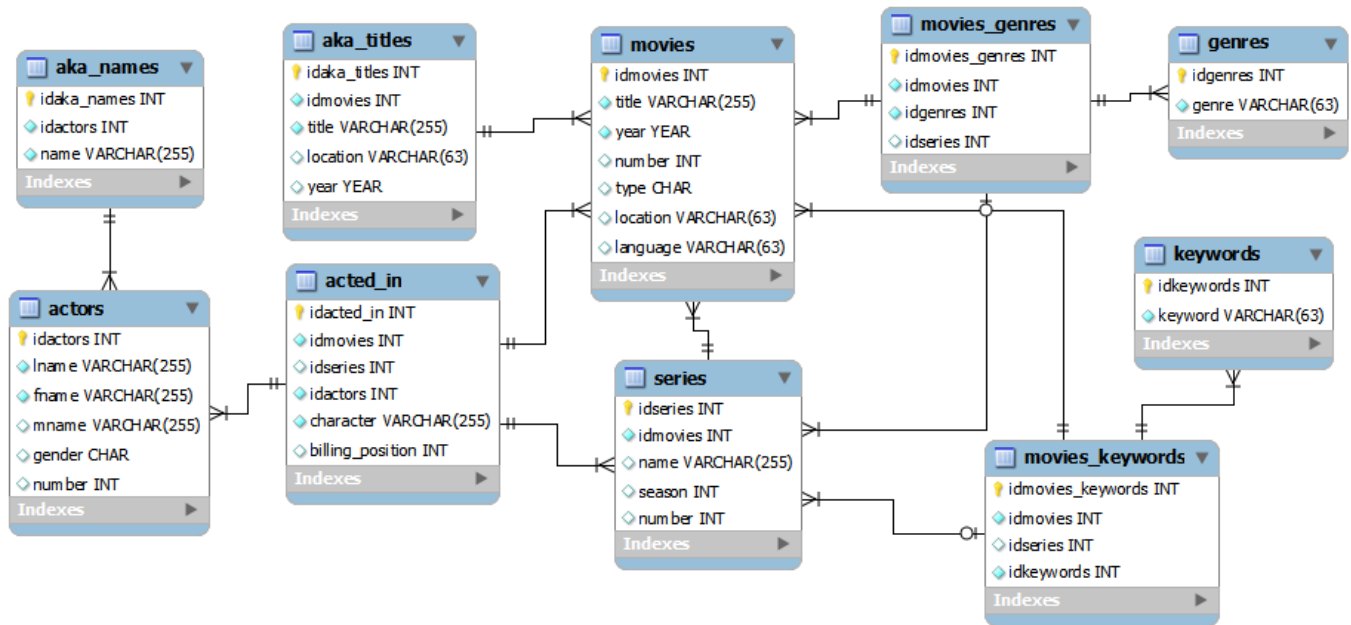 aka_names
idaka_names INT
idactors INT
name VARCHAR(255)
Indexes
aka_titles
idaka_titles INT
idmovies INT
title VARCHAR(255)
location VARCHAR(63)
year YEAR
Indexes
movies
idmovies INT
title VARCHAR(255)
year YEAR
number INT
type CHAR
location VARCHAR(63)
language VARCHAR(63)
Indexes
movies_genres
idmovies_genres INT
idmovies INT
idgenres INT
idseries INT
Indexes
genres
idgenres INT
genre VARCHAR(63)
Indexes
actors
idactors INT
lname VARCHAR(255)
fname VARCHAR(255)
mname VARCHAR(255)
gender CHAR
number INT
Indexes
acted_in
idacted_in INT
idmovies INT
idseries INT
idactors INT
character VARCHAR(255)
billing_position INT
Indexes
series
idseries INT
idmovies INT
name VARCHAR(255)
season INT
number INT
Indexes
keywords
idkeywords INT
keyword VARCHAR(63)
Indexes
movies_keywords
idmovies_keywords INT
idmovies INT
idseries INT
idkeywords INT
Indexes